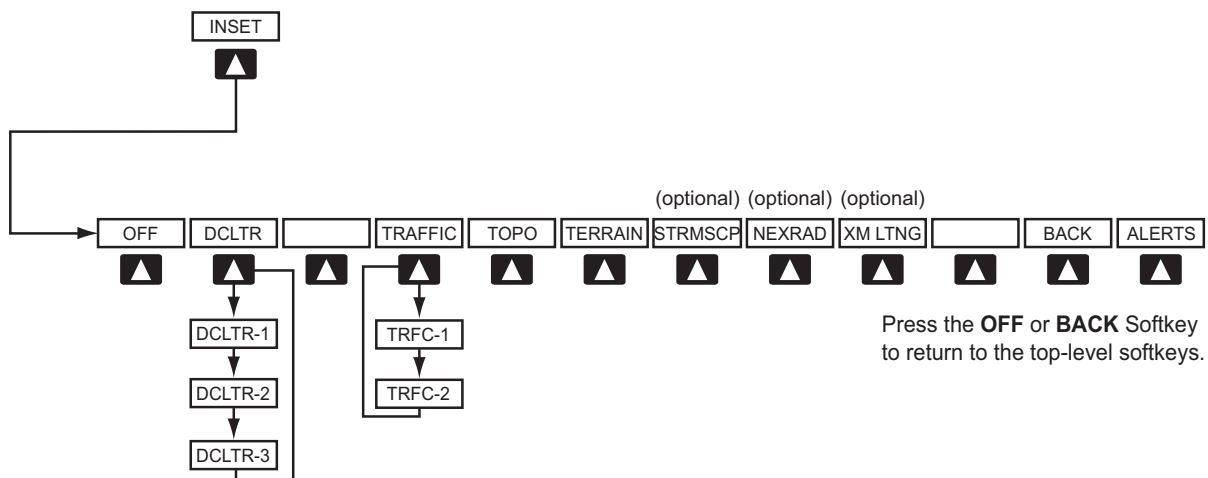 INSET
(optional) (optional) (optional)
OFF DCLTR TRAFFIC TOPO TERRAIN STRMSCP NEXRAD XM LTNG BACK ALERTS
DCLTR-1 TRFC-1
DCLTR-2 TRFC-2
DCLTR-3
Press the OFF or BACK Softkey
to return to the top-level softkeys.